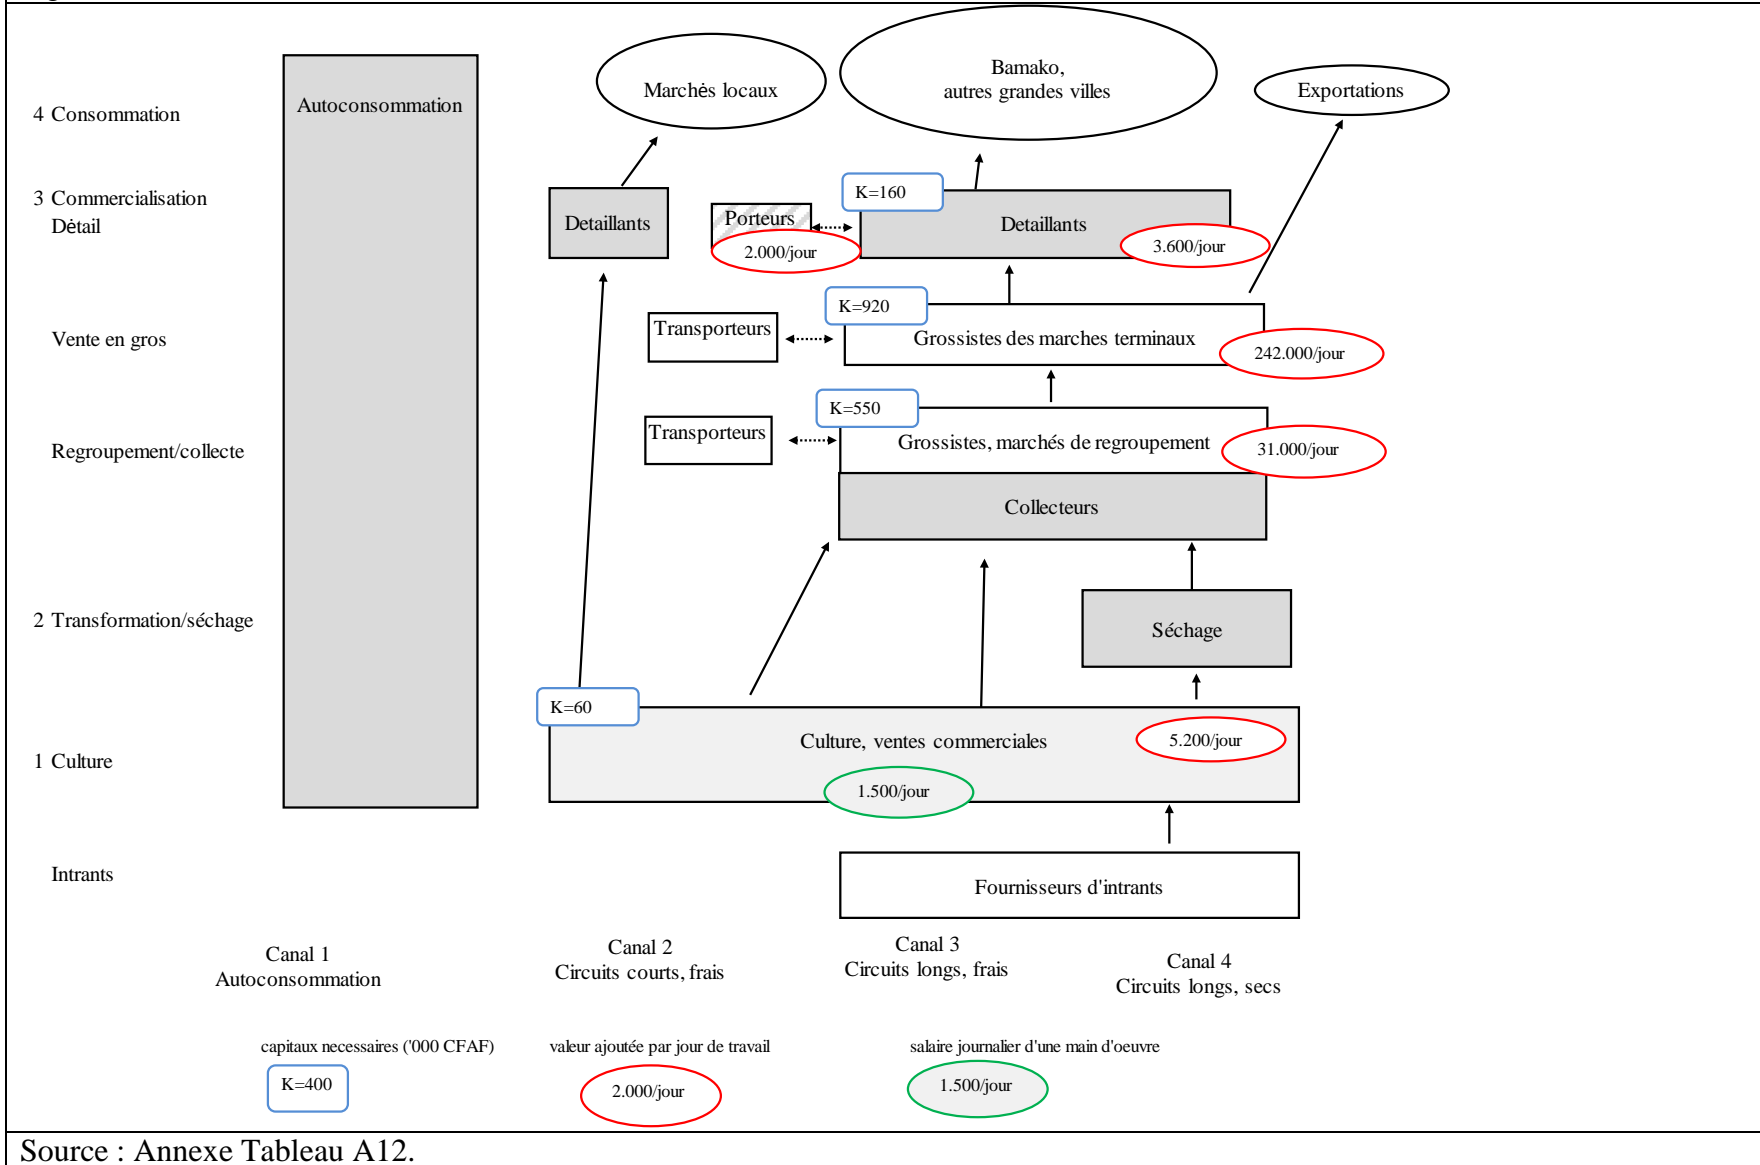 Marchés locaux
Bamako,
autres grandes villes
Exportations
4 Consommation
Autoconsommation
3 Commercialisation
Détail
Detaillants
Porteurs
2.000/jour
K=160
Detaillants
3.600/jour
Vente en gros
Transporteurs
K=920
Grossistes des marches terminaux
242.000/jour
Regroupement/collecte
Transporteurs
K=550
Grossistes, marchés de regroupement
31.000/jour
Collecteurs
2 Transformation/séchage
Séchage
K=60
1 Culture
Culture, ventes commerciales
5.200/jour
1.500/jour
Intrants
Fournisseurs d'intrants
Canal 1
Autoconsommation
Canal 2
Circuits courts, frais
Canal 3
Circuits longs, frais
Canal 4
Circuits longs, secs
capitaux necessaires ('000 CFAF)
K=400
valeur ajoutée par jour de travail
2.000/jour
salaire journalier d'une main d'oeuvre
1.500/jour
Source : Annexe Tableau A12.